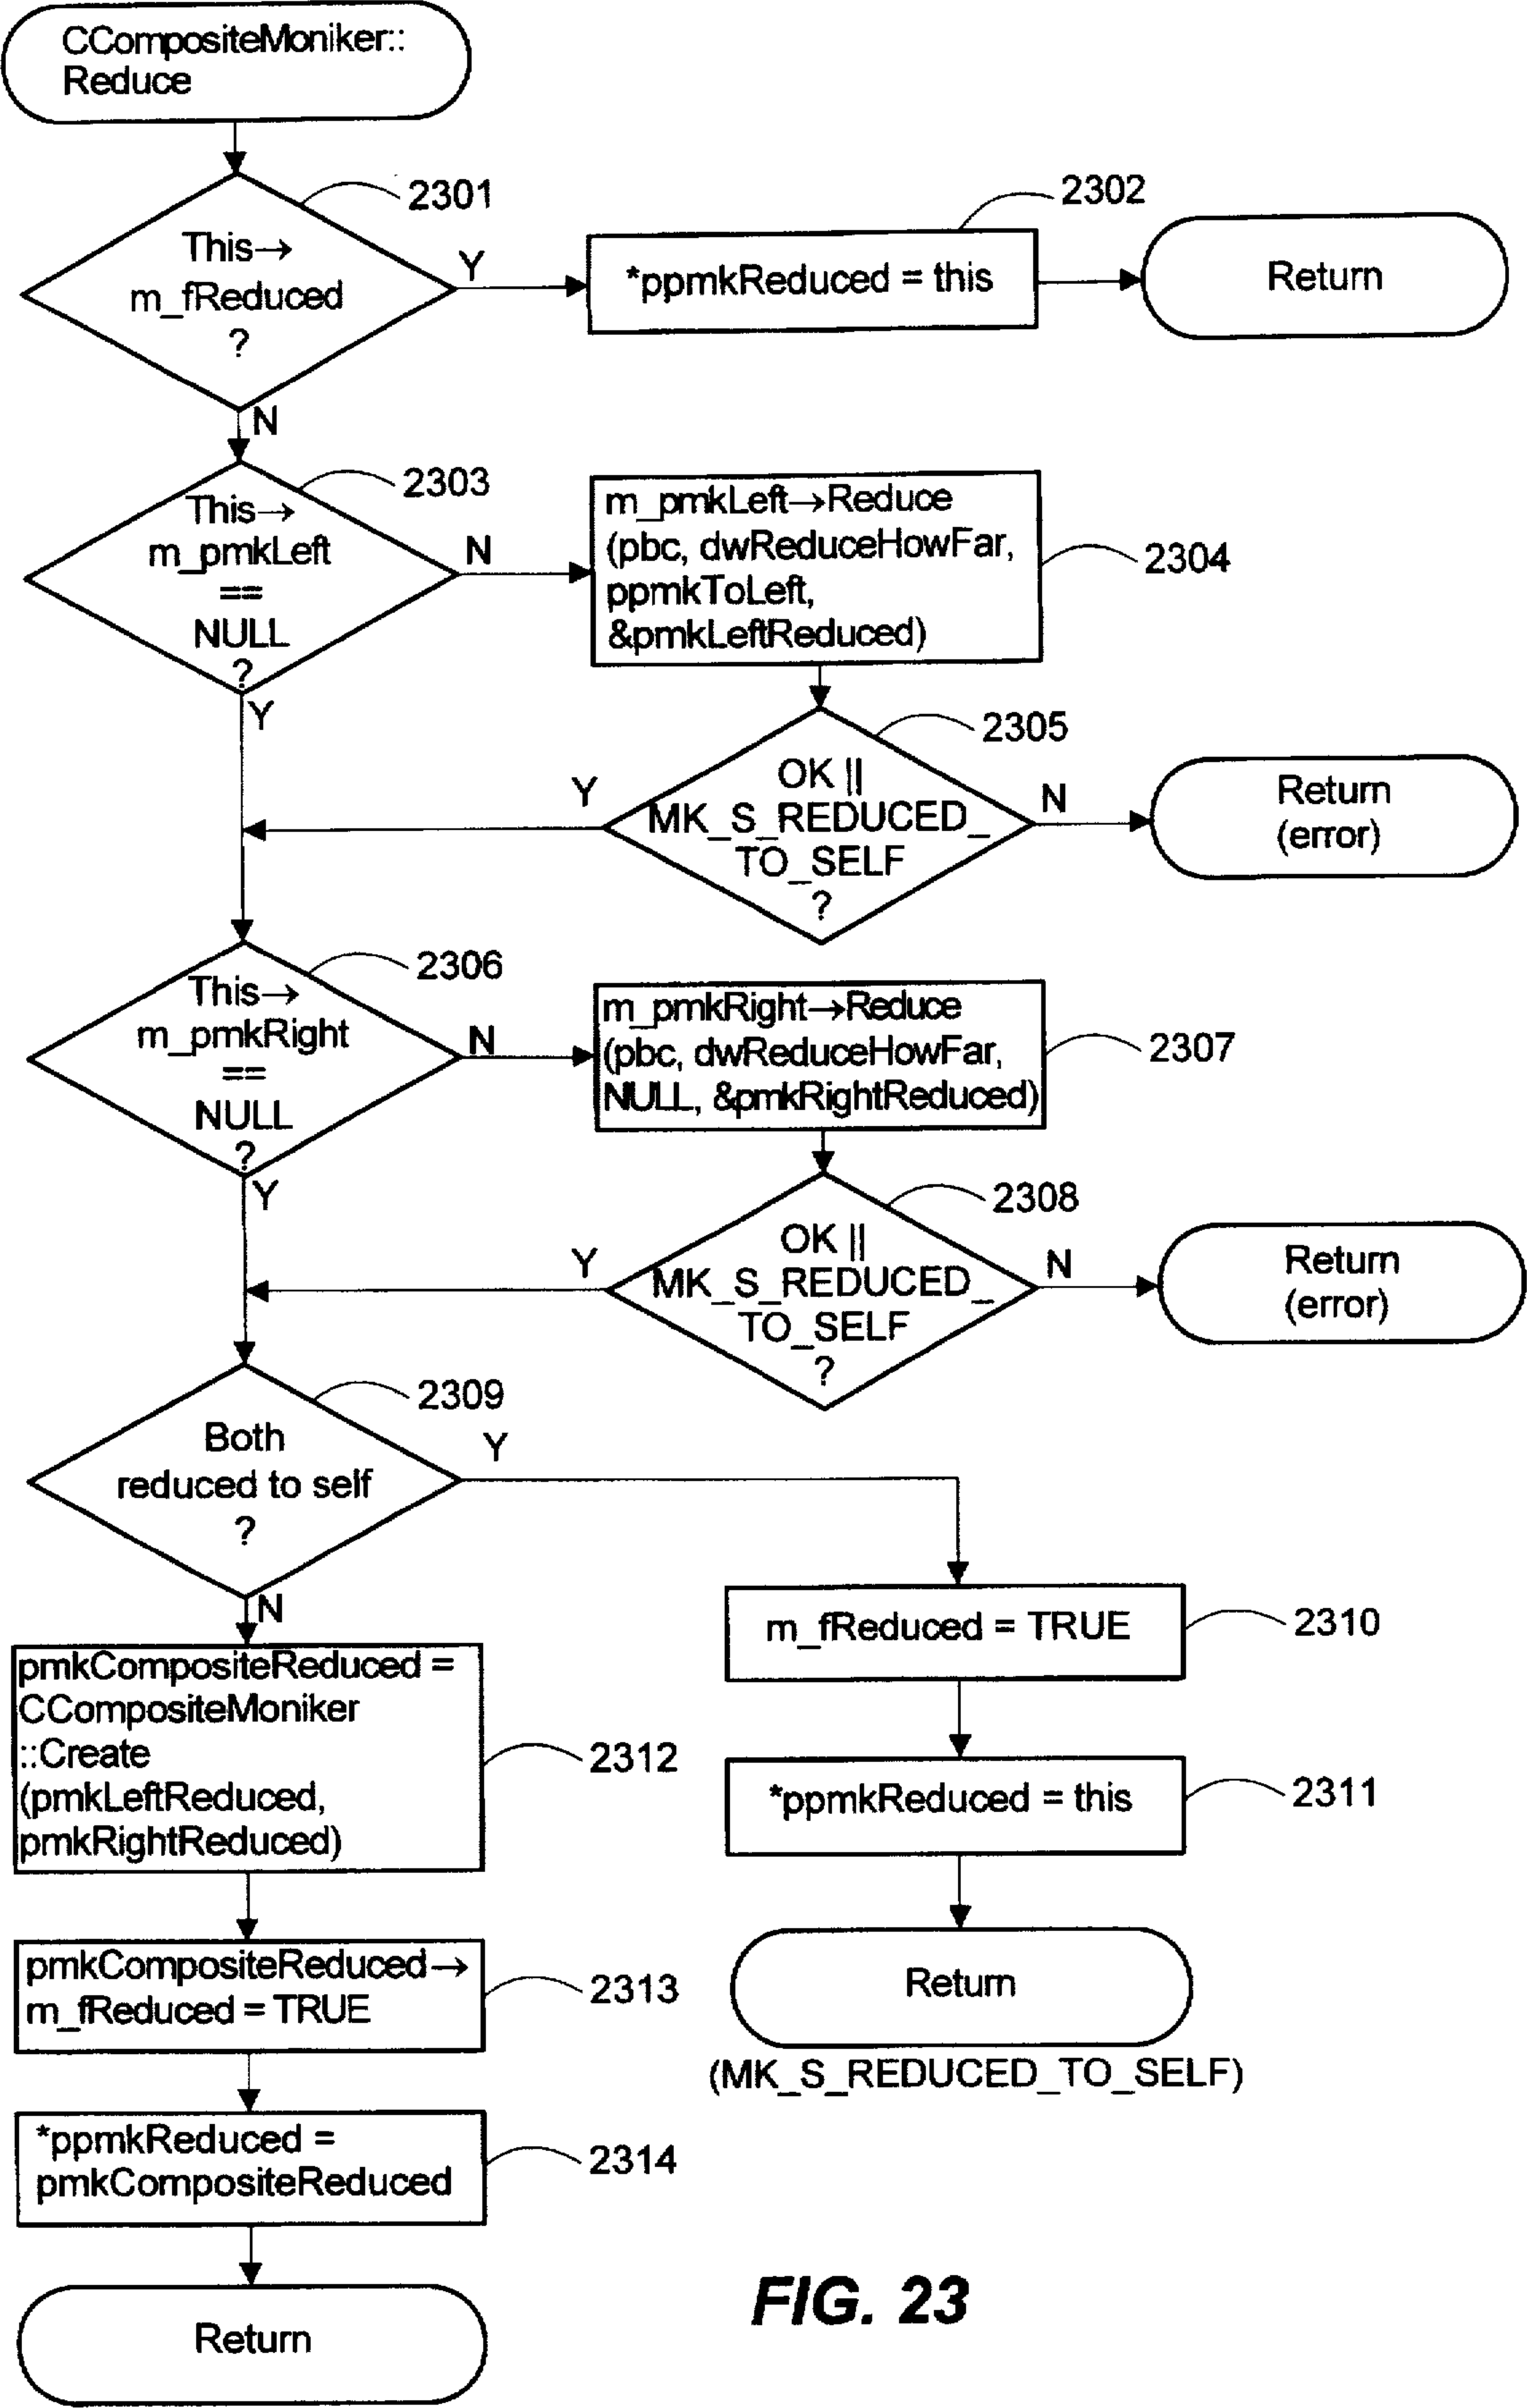 CCompositeMoniker::
Reduce
2301
This→
m_fReduced
?
Y
N
2302
*ppmkReduced = this
Return
2303
This→
m_pmkLeft
==
NULL
?
N
Y
m_pmkLeft→Reduce
(pbc, dwReduceHowFar,
ppmkToLeft,
&pmkLeftReduced)
2304
2305
OK ||
MK_S_REDUCED_
TO_SELF
?
Y
N
Return
(error)
2306
This→
m_pmkRight
==
NULL
?
N
Y
m_pmkRight→Reduce
(pbc, dwReduceHowFar,
NULL, &pmkRightReduced)
2307
2308
OK ||
MK_S_REDUCED_
TO_SELF
?
Y
N
Return
(error)
2309
Both
reduced to self
?
Y
N
m_fReduced = TRUE
2310
*ppmkReduced = this
2311
Return
(MK_S_REDUCED_TO_SELF)
pmkCompositeReduced =
CCompositeMoniker
::Create
(pmkLeftReduced,
pmkRightReduced)
2312
pmkCompositeReduced→
m_fReduced = TRUE
2313
*ppmkReduced =
pmkCompositeReduced
2314
Return
FIG. 23